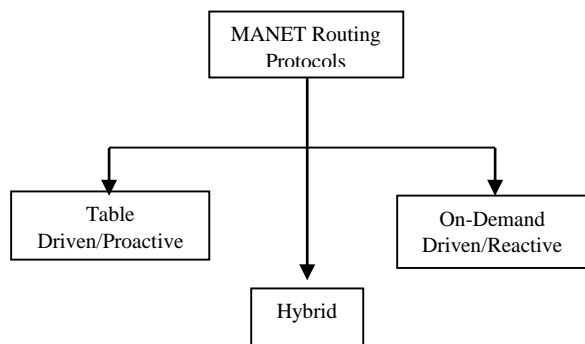 MANET Routing
Protocols
Table
Driven/Proactive
On-Demand
Driven/Reactive
Hybrid